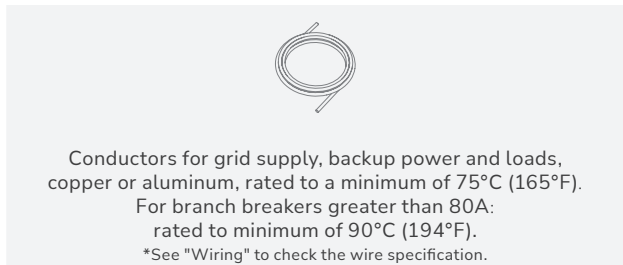 Conductors for grid supply, backup power and loads,
copper or aluminum, rated to a minimum of 75°C (165°F).
For branch breakers greater than 80A:
rated to minimum of 90°C (194°F).
*See "Wiring" to check the wire specification.